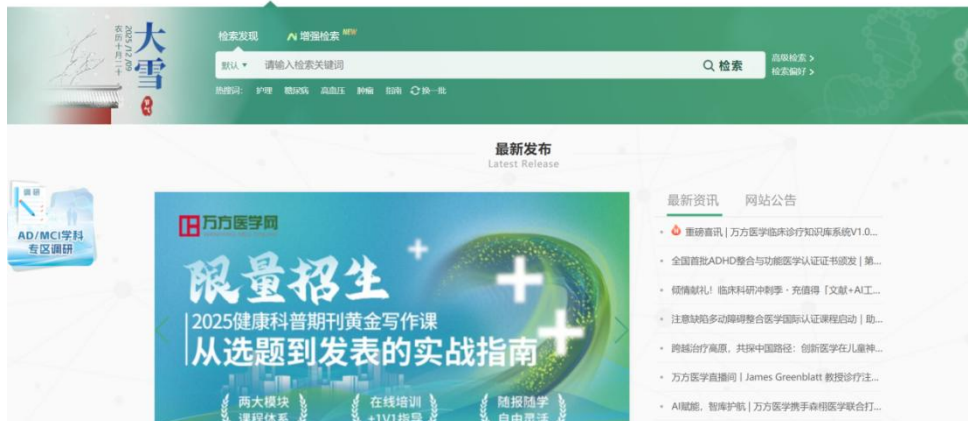 大雪
2025/12/09
农历十月二十
检索发现
增强检索 NEW
默认
请输入检索关键词
检索
高级检索 >
检索偏好 >
热搜词: 护理 糖尿病 高血压 肿瘤 指南 换一批
最新发布
Latest Release
调研
AD/MCI学科
专区调研
万方医学网
限量招生
2025健康科普期刊黄金写作课
从选题到发表的实战指南
两大模块
课程体系
在线培训
+1V1指导
随报随学
自由灵活
最新资讯 网站公告
重磅喜讯 | 万方医学临床诊疗知识库系统V1.0...
全国首批ADHD整合与功能医学认证证书颁发 | 第...
倾情献礼！临床科研冲刺季 · 充值得「文献+AI工...
注意缺陷多动障碍整合医学国际认证课程启动 | 助...
跨越治疗高原，共探中国路径：创新医学在儿童神...
万方医学直播间 | James Greenblatt 教授诊疗注...
AI赋能，智库护航 | 万方医学携手森栩医学联合打...